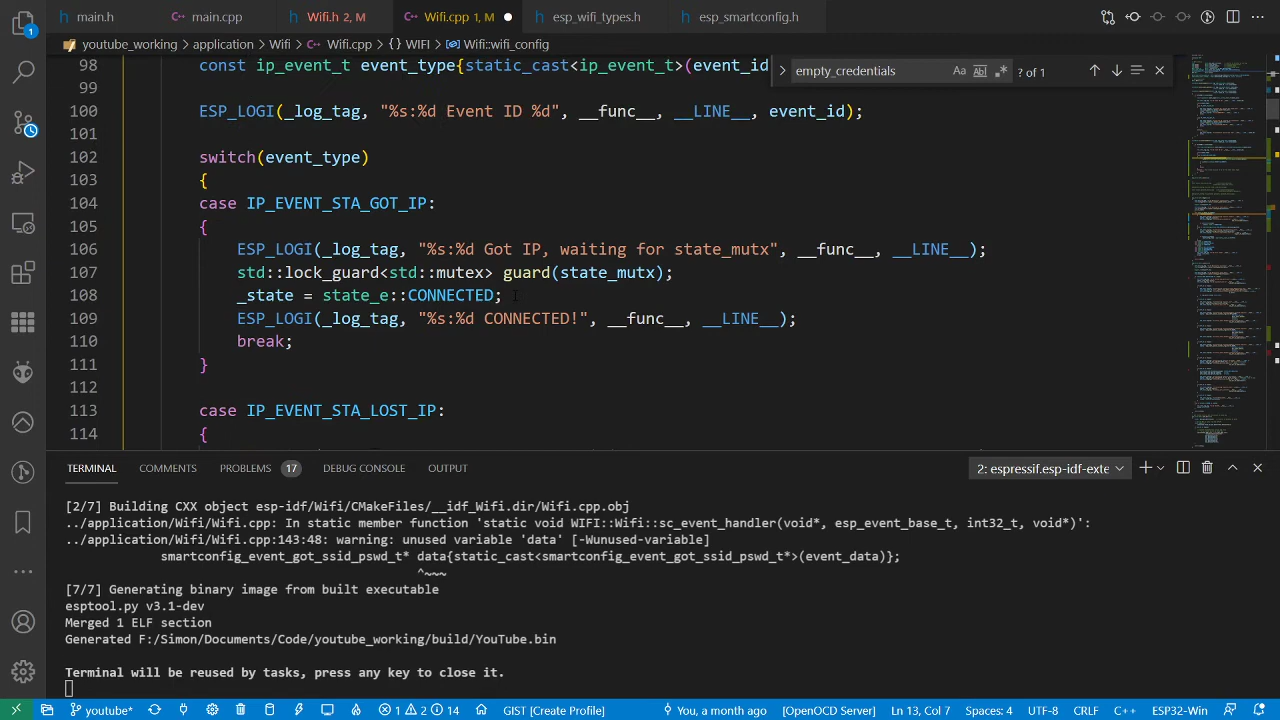 main.h
main.cpp
Wifi.h 2, M
Wifi.cpp 1, M
esp_wifi_types.h
esp_smartconfig.h
youtube_working > application > Wifi > Wifi.cpp > {} WIFI > Wifi::wifi_config
empty_credentials
Aa
? of 1
98 const ip_event_t event_type{static_cast<ip_event_t>(event_id
99
100 ESP_LOGI(_log_tag, "%s:%d Event ID %d", __func__, __LINE__, event_id);
101
102 switch(event_type)
103 {
104 case IP_EVENT_STA_GOT_IP:
105 {
106 ESP_LOGI(_log_tag, "%s:%d Got IP, waiting for state_mutx", __func__, __LINE__);
107 std::lock_guard<std::mutex> guard(state_mutx);
108 _state = state_e::CONNECTED;
109 ESP_LOGI(_log_tag, "%s:%d CONECTED!", __func__, __LINE__);
110 break;
111 }
112
113 case IP_EVENT_STA_LOST_IP:
114 {
TERMINAL
COMMENTS
PROBLEMS 17
DEBUG CONSOLE
OUTPUT
2: espressif.esp-idf-exte
[2/7] Building CXX object esp-idf/Wifi/CMakeFiles/__idf_Wifi.dir/Wifi.cpp.obj
../application/Wifi/Wifi.cpp: In static member function 'static void WIFI::Wifi::sc_event_handler(void*, esp_event_base_t, int32_t, void*)':
../application/Wifi/Wifi.cpp:143:48: warning: unused variable 'data' [-Wunused-variable]
smartconfig_event_got_ssid_pswd_t* data{static_cast<smartconfig_event_got_ssid_pswd_t*>(event_data)};
^~~~
[7/7] Generating binary image from built executable
esptool.py v3.1-dev
Merged 1 ELF section
Generated F:/Simon/Documents/Code/youtube_working/build/YouTube.bin
Terminal will be reused by tasks, press any key to close it.
youtube*
1 2 14
GIST [Create Profile]
You, a month ago
[OpenOCD Server]
Ln 13, Col 7
Spaces: 4
UTF-8
CRLF
C++
ESP32-Win